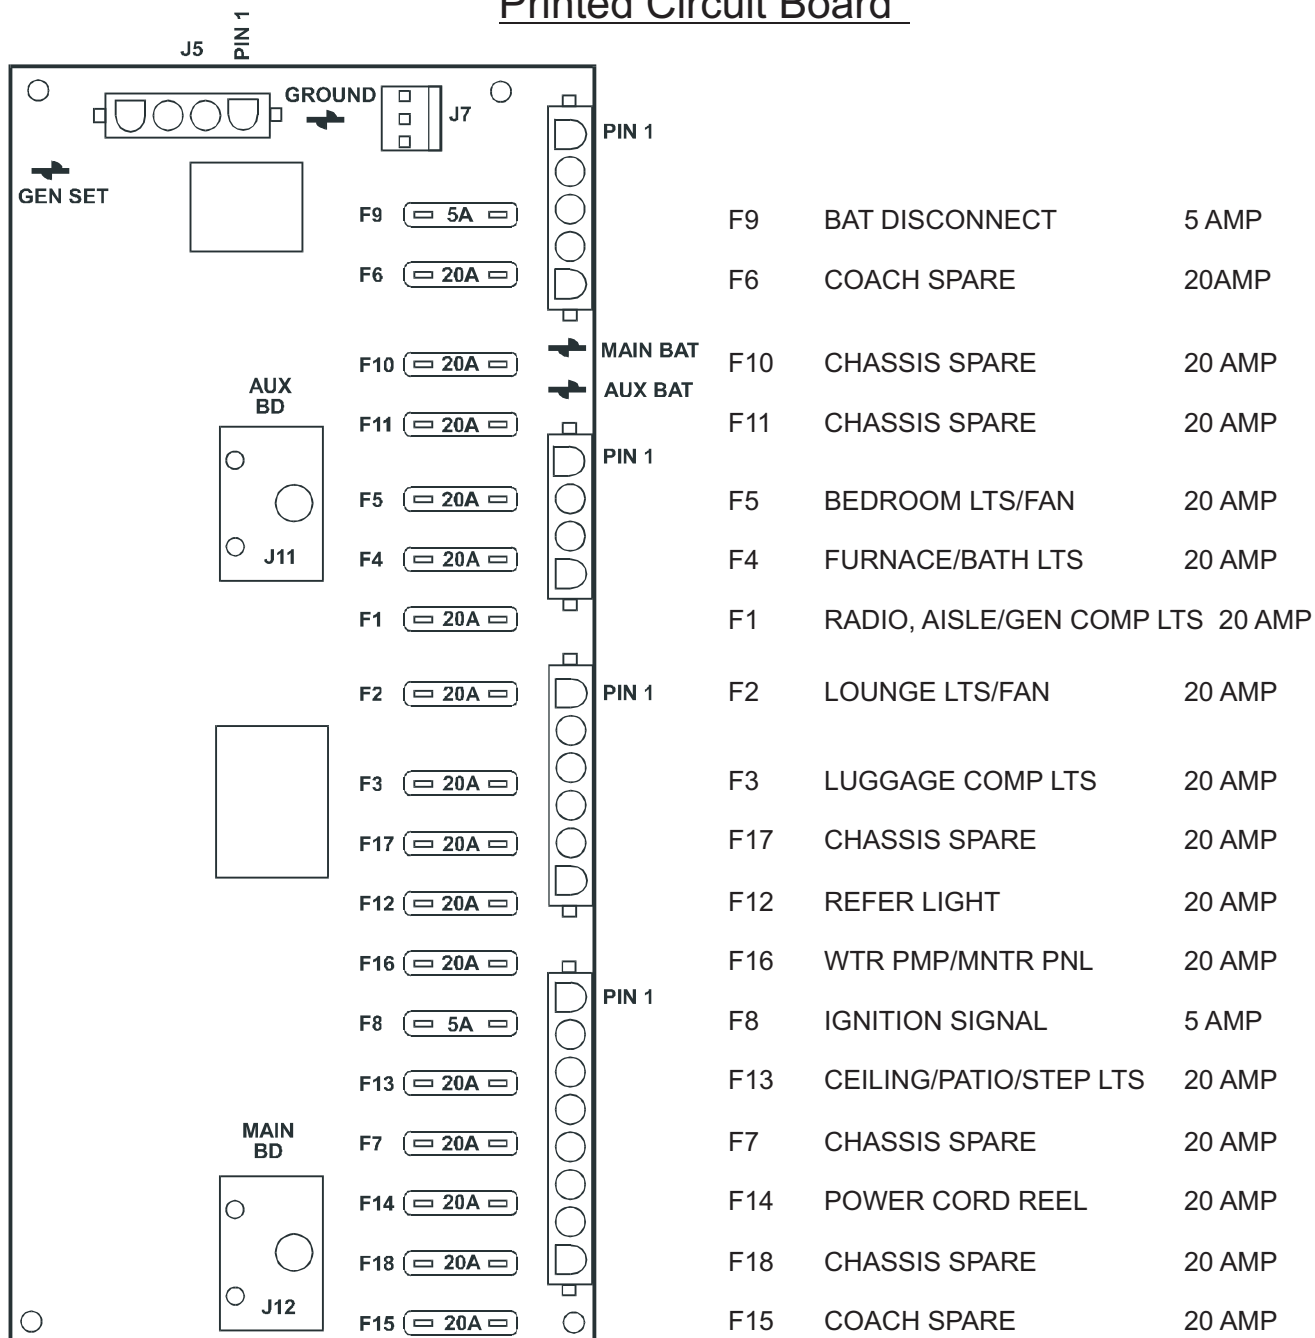 Printed Circuit Board
PIN 1
J5
GROUND
J7
PIN 1
GEN SET
F9 5A
F9 BAT DISCONNECT 5 AMP
F6 20A
F6 COACH SPARE 20AMP
MAIN BAT
F10 20A
F10 CHASSIS SPARE 20 AMP
AUX BAT
AUX
BD
F11 20A
F11 CHASSIS SPARE 20 AMP
PIN 1
F5 20A
F5 BEDROOM LTS/FAN 20 AMP
J11
F4 20A
F4 FURNACE/BATH LTS 20 AMP
F1 20A
F1 RADIO, AISLE/GEN COMP LTS 20 AMP
F2 20A
PIN 1
F2 LOUNGE LTS/FAN 20 AMP
F3 20A
F3 LUGGAGE COMP LTS 20 AMP
F17 20A
F17 CHASSIS SPARE 20 AMP
F12 20A
F12 REFER LIGHT 20 AMP
F16 20A
F16 WTR PMP/MNTR PNL 20 AMP
PIN 1
F8 5A
F8 IGNITION SIGNAL 5 AMP
F13 20A
F13 CEILING/PATIO/STEP LTS 20 AMP
MAIN
BD
F7 20A
F7 CHASSIS SPARE 20 AMP
F14 20A
F14 POWER CORD REEL 20 AMP
F18 20A
F18 CHASSIS SPARE 20 AMP
J12
F15 20A
F15 COACH SPARE 20 AMP